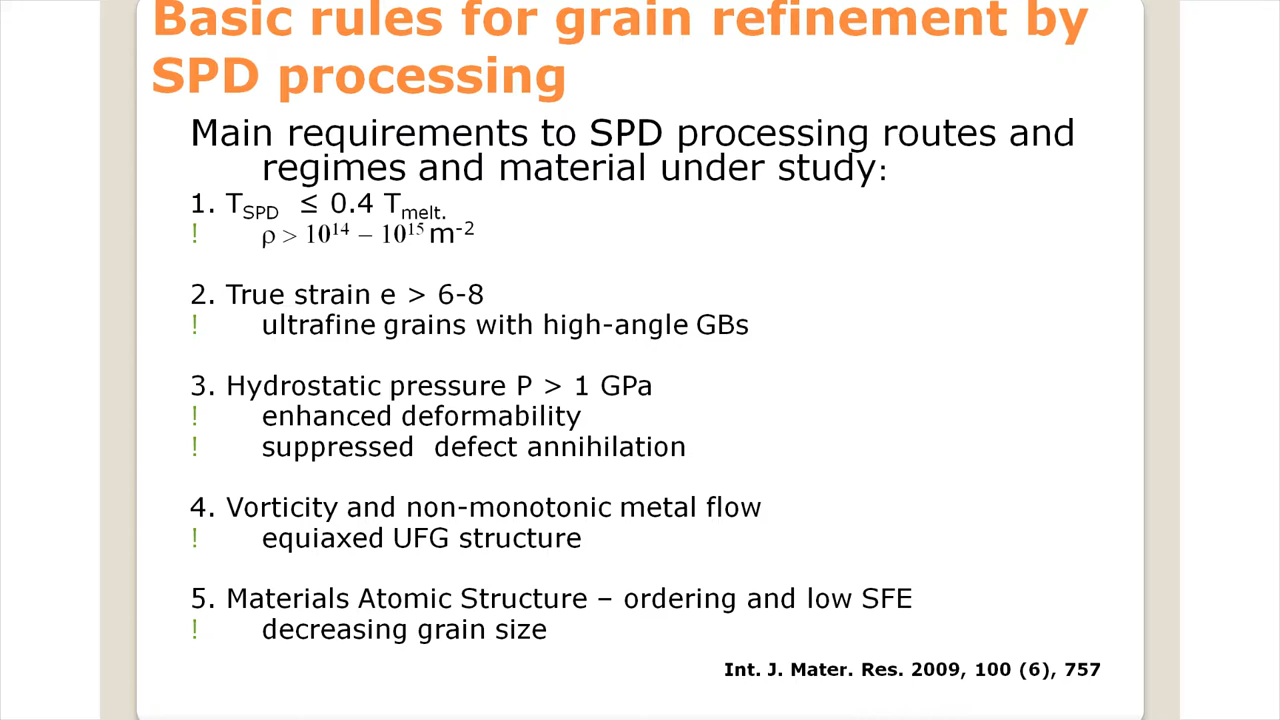 Basic rules for grain refinement by
SPD processing
Main requirements to SPD processing routes and
regimes and material under study:
1. T_SPD ≤ 0.4 T_melt.
! ρ > 10¹⁴ – 10¹⁵ m⁻²
2. True strain e > 6-8
! ultrafine grains with high-angle GBs
3. Hydrostatic pressure P > 1 GPa
! enhanced deformability
! suppressed defect annihilation
4. Vorticity and non-monotonic metal flow
! equiaxed UFG structure
5. Materials Atomic Structure – ordering and low SFE
! decreasing grain size
Int. J. Mater. Res. 2009, 100 (6), 757